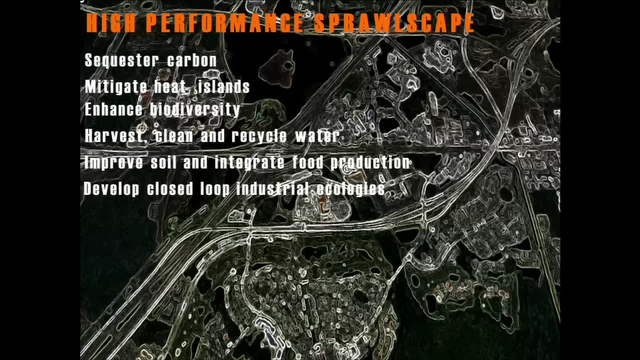 HIGH PERFORMANCE SPRAWLSCAPE
Sequester carbon
Mitigate heat islands
Enhance biodiversity
Harvest, clean and recycle water
Improve soil and integrate food production
Develop closed loop industrial ecologies